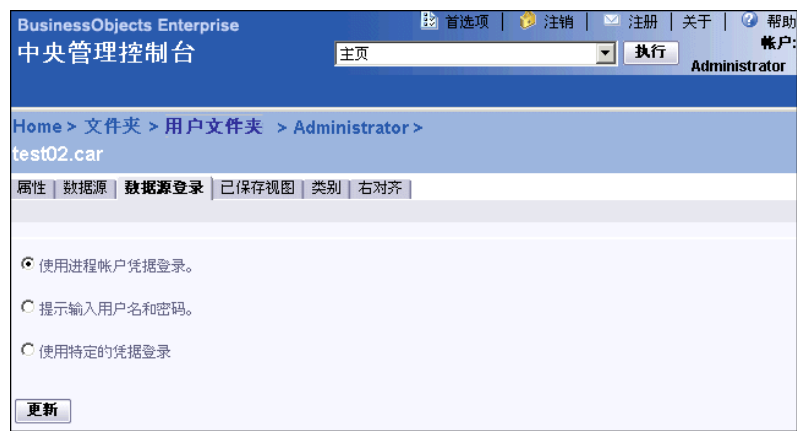 BusinessObjects Enterprise
首选项 | 注销 | 注册 | 关于 | 帮助
中央管理控制台
主页
执行
帐户:
Administrator
Home > 文件夹 > 用户文件夹 > Administrator >
test02.car
属性 | 数据源 | 数据源登录 | 已保存视图 | 类别 | 右对齐 |
使用进程帐户凭据登录。
提示输入用户名和密码。
使用特定的凭据登录
更新